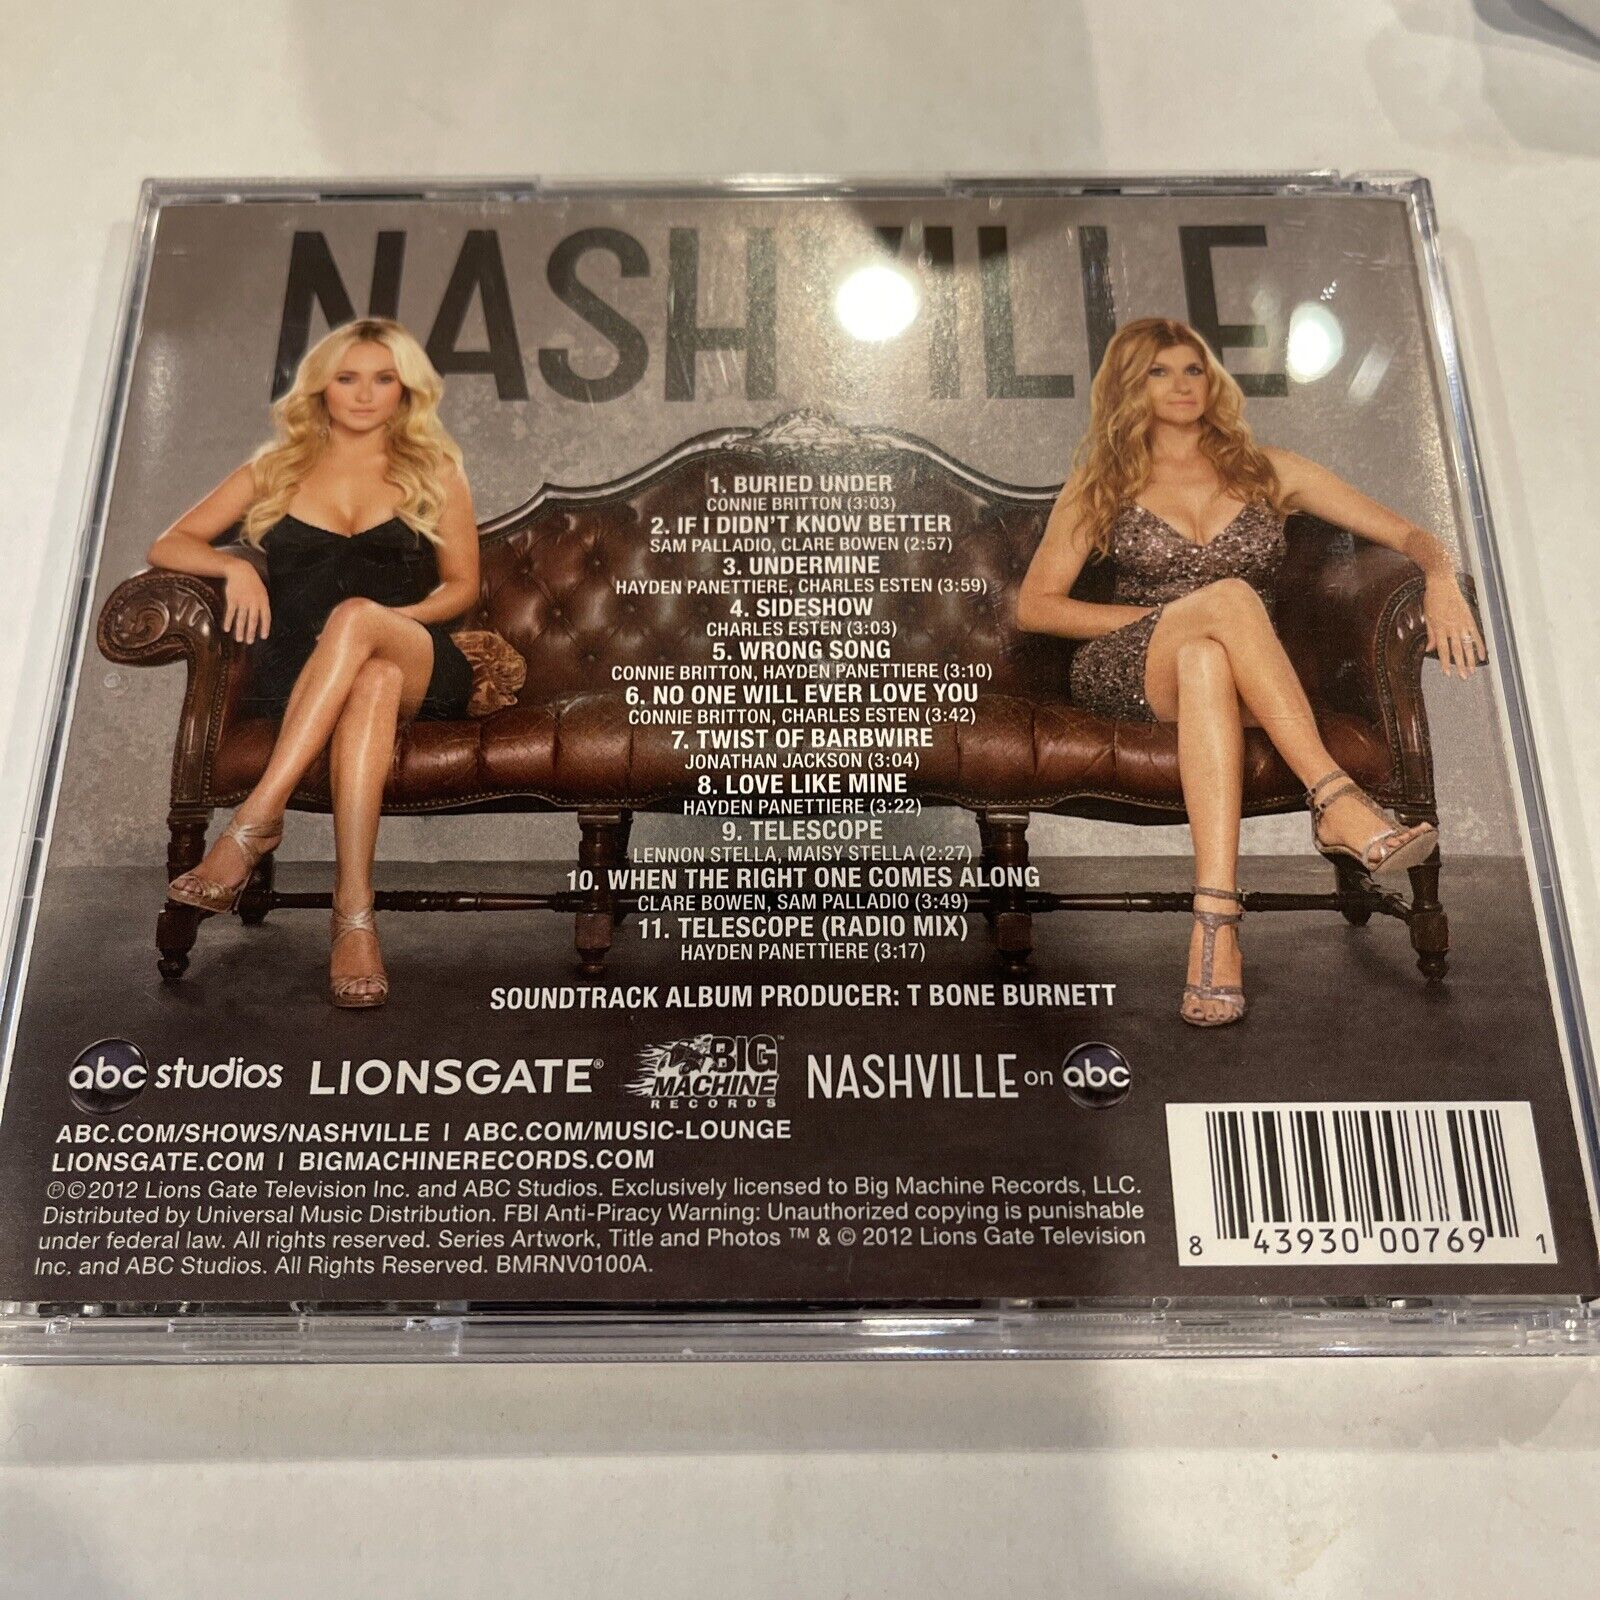 NASHVILLE
1. BURIED UNDER
CONNIE BRITTON (3:03)
2. IF I DIDN'T KNOW BETTER
SAM PALLADIO, CLARE BOWEN (2:57)
3. UNDERMINE
HAYDEN PANETTIERE, CHARLES ESTEN (3:59)
4. SIDESHOW
CHARLES ESTEN (3:03)
5. WRONG SONG
CONNIE BRITTON, HAYDEN PANETTIERE (3:10)
6. NO ONE WILL EVER LOVE YOU
CONNIE BRITTON, CHARLES ESTEN (3:42)
7. TWIST OF BARBWIRE
JONATHAN JACKSON (3:04)
8. LOVE LIKE MINE
HAYDEN PANETTIERE (3:22)
9. TELESCOPE
LENNON STELLA, MAISY STELLA (2:27)
10. WHEN THE RIGHT ONE COMES ALONG
CLARE BOWEN, SAM PALLADIO (3:49)
11. TELESCOPE (RADIO MIX)
HAYDEN PANETTIERE (3:17)
SOUNDTRACK ALBUM PRODUCER: T BONE BURNETT
abc studios LIONSGATE® BIG MACHINE RECORDS™ NASHVILLE on abc
ABC.COM/SHOWS/NASHVILLE | ABC.COM/MUSIC-LOUNGE
LIONSGATE.COM | BIGMACHINERECORDS.COM
℗©2012 Lions Gate Television Inc. and ABC Studios. Exclusively licensed to Big Machine Records, LLC.
Distributed by Universal Music Distribution. FBI Anti-Piracy Warning: Unauthorized copying is punishable
under federal law. All rights reserved. Series Artwork, Title and Photos ™ & © 2012 Lions Gate Television
Inc. and ABC Studios. All Rights Reserved. BMRNV0100A.
8 43930 00769 1